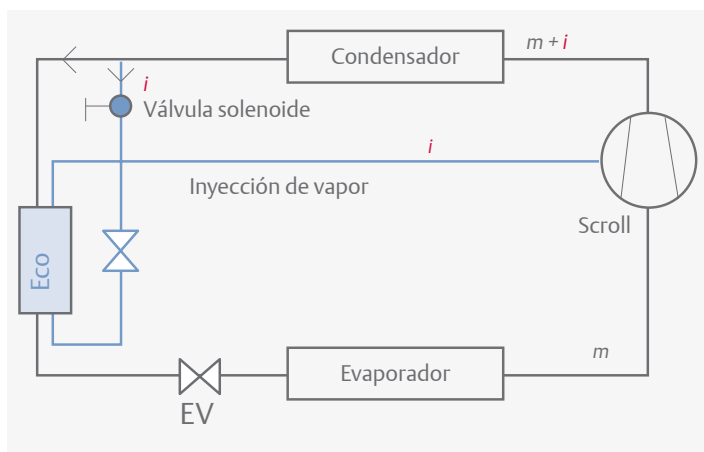 Condensador
m + i
i
Válvula solenoide
i
Inyección de vapor
Scroll
Eco
m
Evaporador
EV